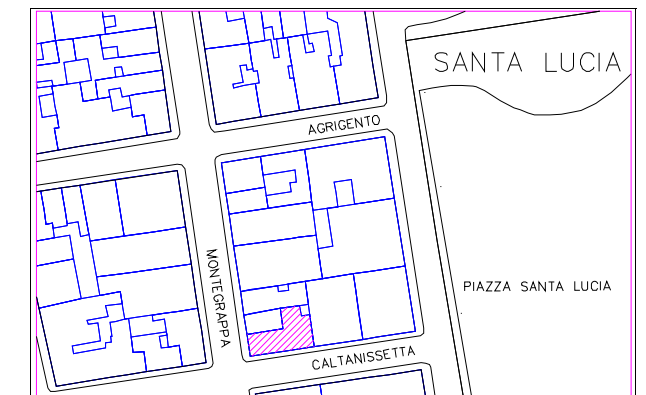 SANTA LUCIA
AGRIGENTO
MONTEGRAPPA
PIAZZA SANTA LUCIA
CALTANISSETTA